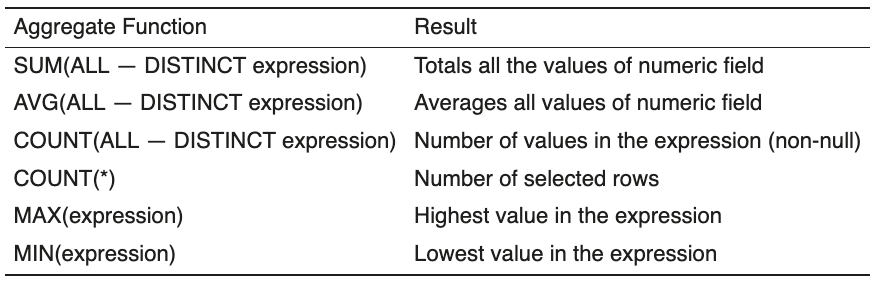 Aggregate Function Result
SUM(ALL — DISTINCT expression) Totals all the values of numeric field
AVG(ALL — DISTINCT expression) Averages all values of numeric field
COUNT(ALL — DISTINCT expression) Number of values in the expression (non-null)
COUNT(*) Number of selected rows
MAX(expression) Highest value in the expression
MIN(expression) Lowest value in the expression